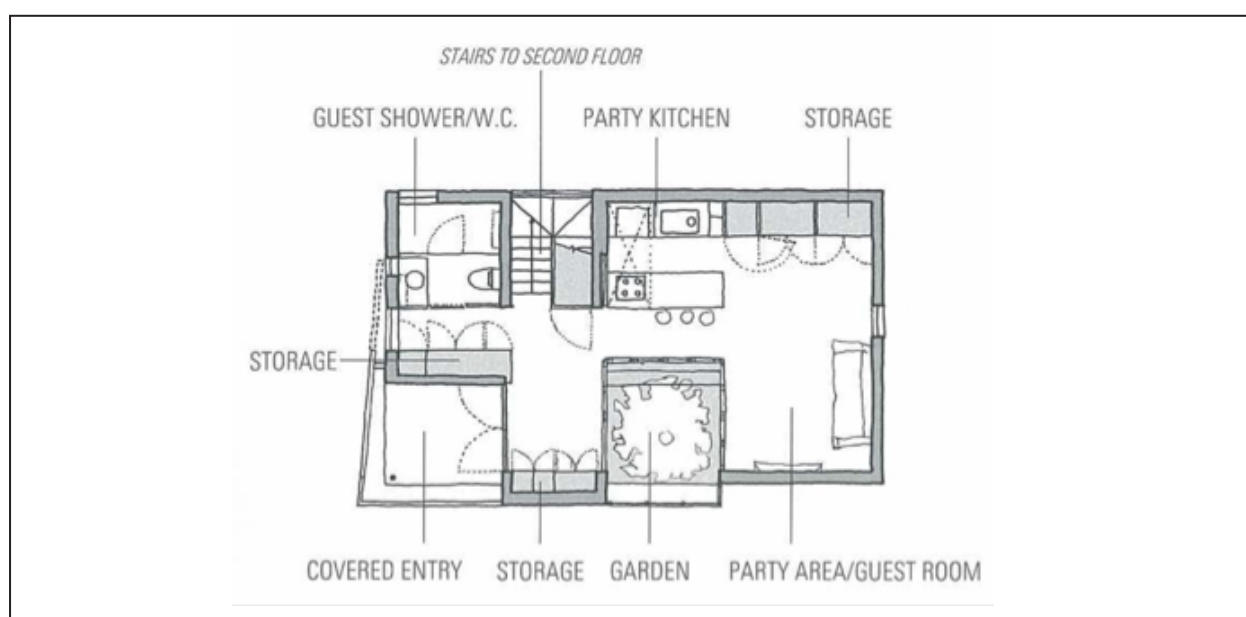 STAIRS TO SECOND FLOOR
GUEST SHOWER/W.C.
PARTY KITCHEN
STORAGE
STORAGE
COVERED ENTRY
STORAGE
GARDEN
PARTY AREA/GUEST ROOM